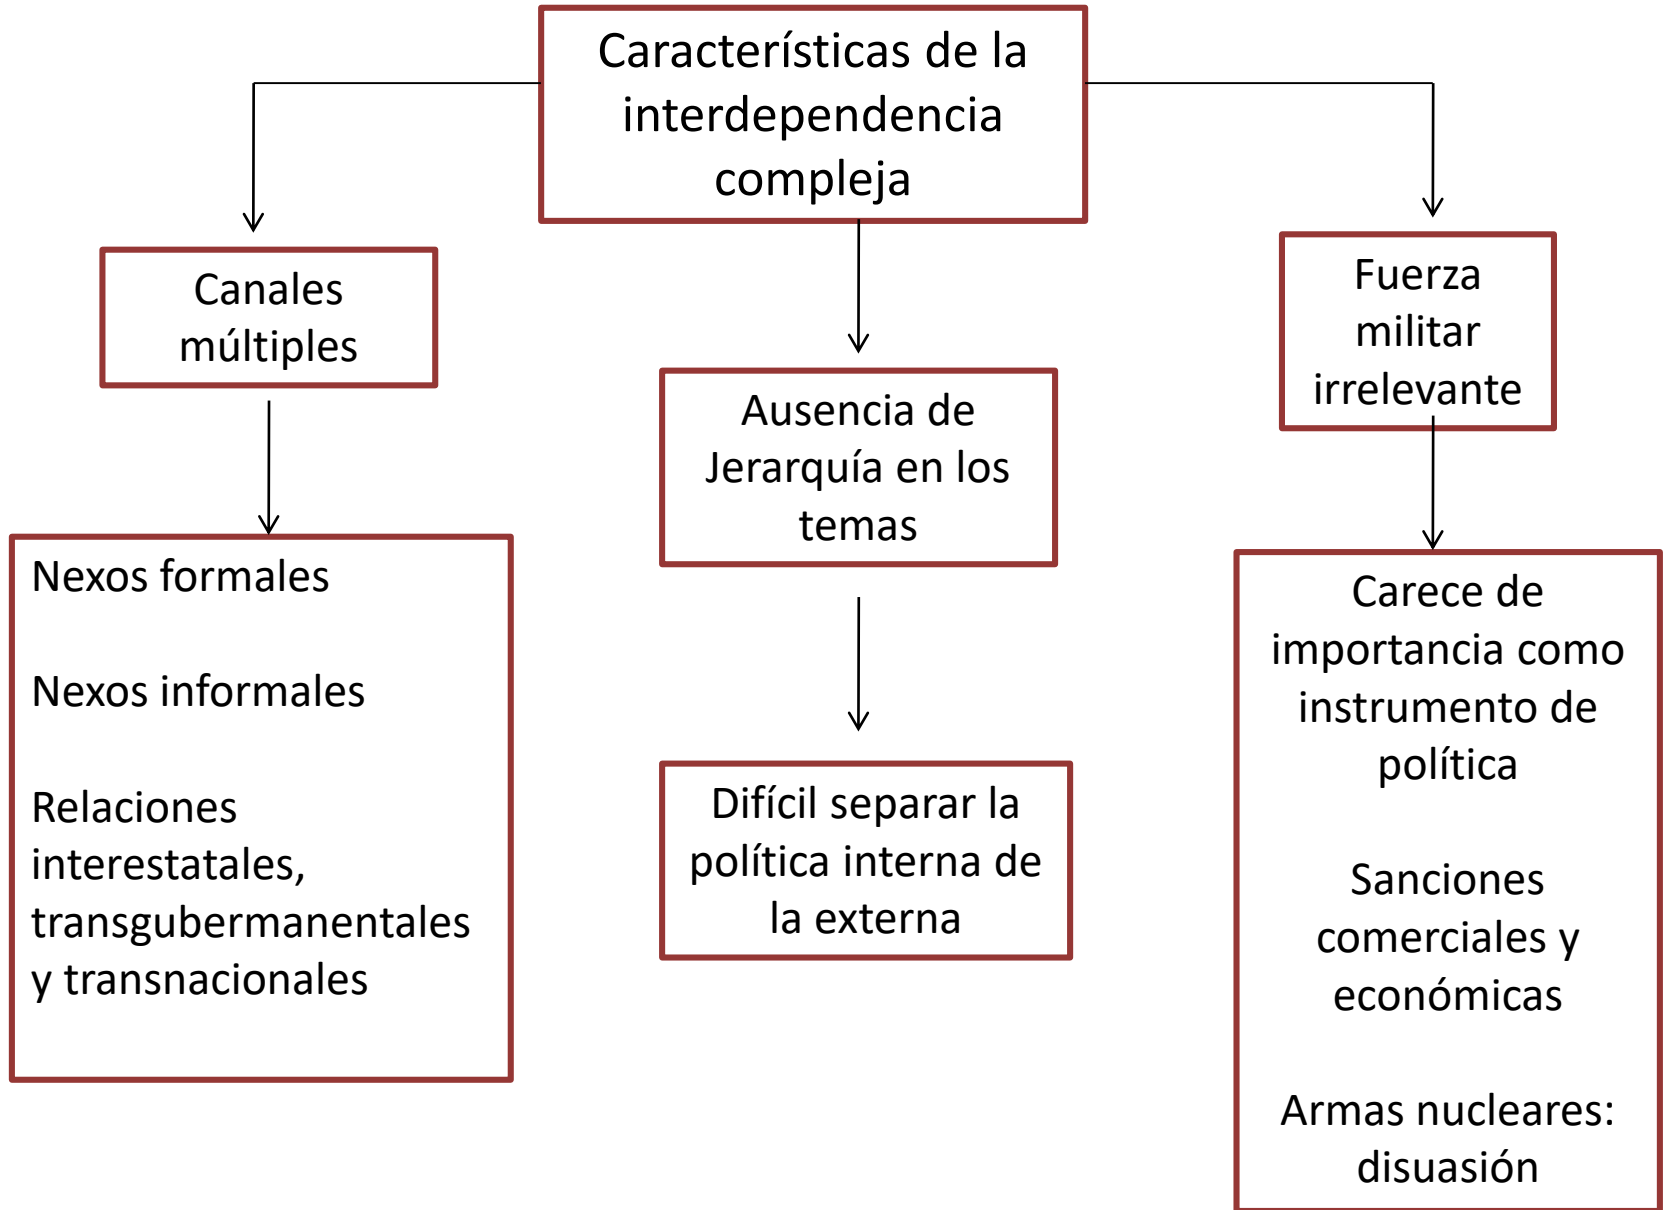 Características de la
interdependencia
compleja
Canales
múltiples
Nexos formales
Nexos informales
Relaciones
interestatales,
transgubermanentales
y transnacionales
Ausencia de
Jerarquía en los
temas
Difícil separar la
política interna de
la externa
Fuerza
militar
irrelevante
Carece de
importancia como
instrumento de
política
Sanciones
comerciales y
económicas
Armas nucleares:
disuasión